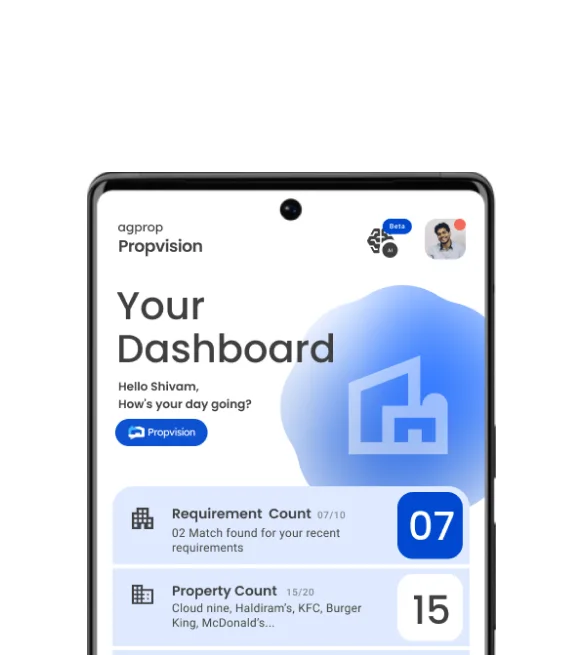 agprop
Propvision
Beta
AI
Your
Dashboard
Hello Shivam,
How's your day going?
Propvision
Requirement Count 07/10
02 Match found for your recent
requirements
07
Property Count 15/20
Cloud nine, Haldiram's, KFC, Burger
King, McDonald's...
15